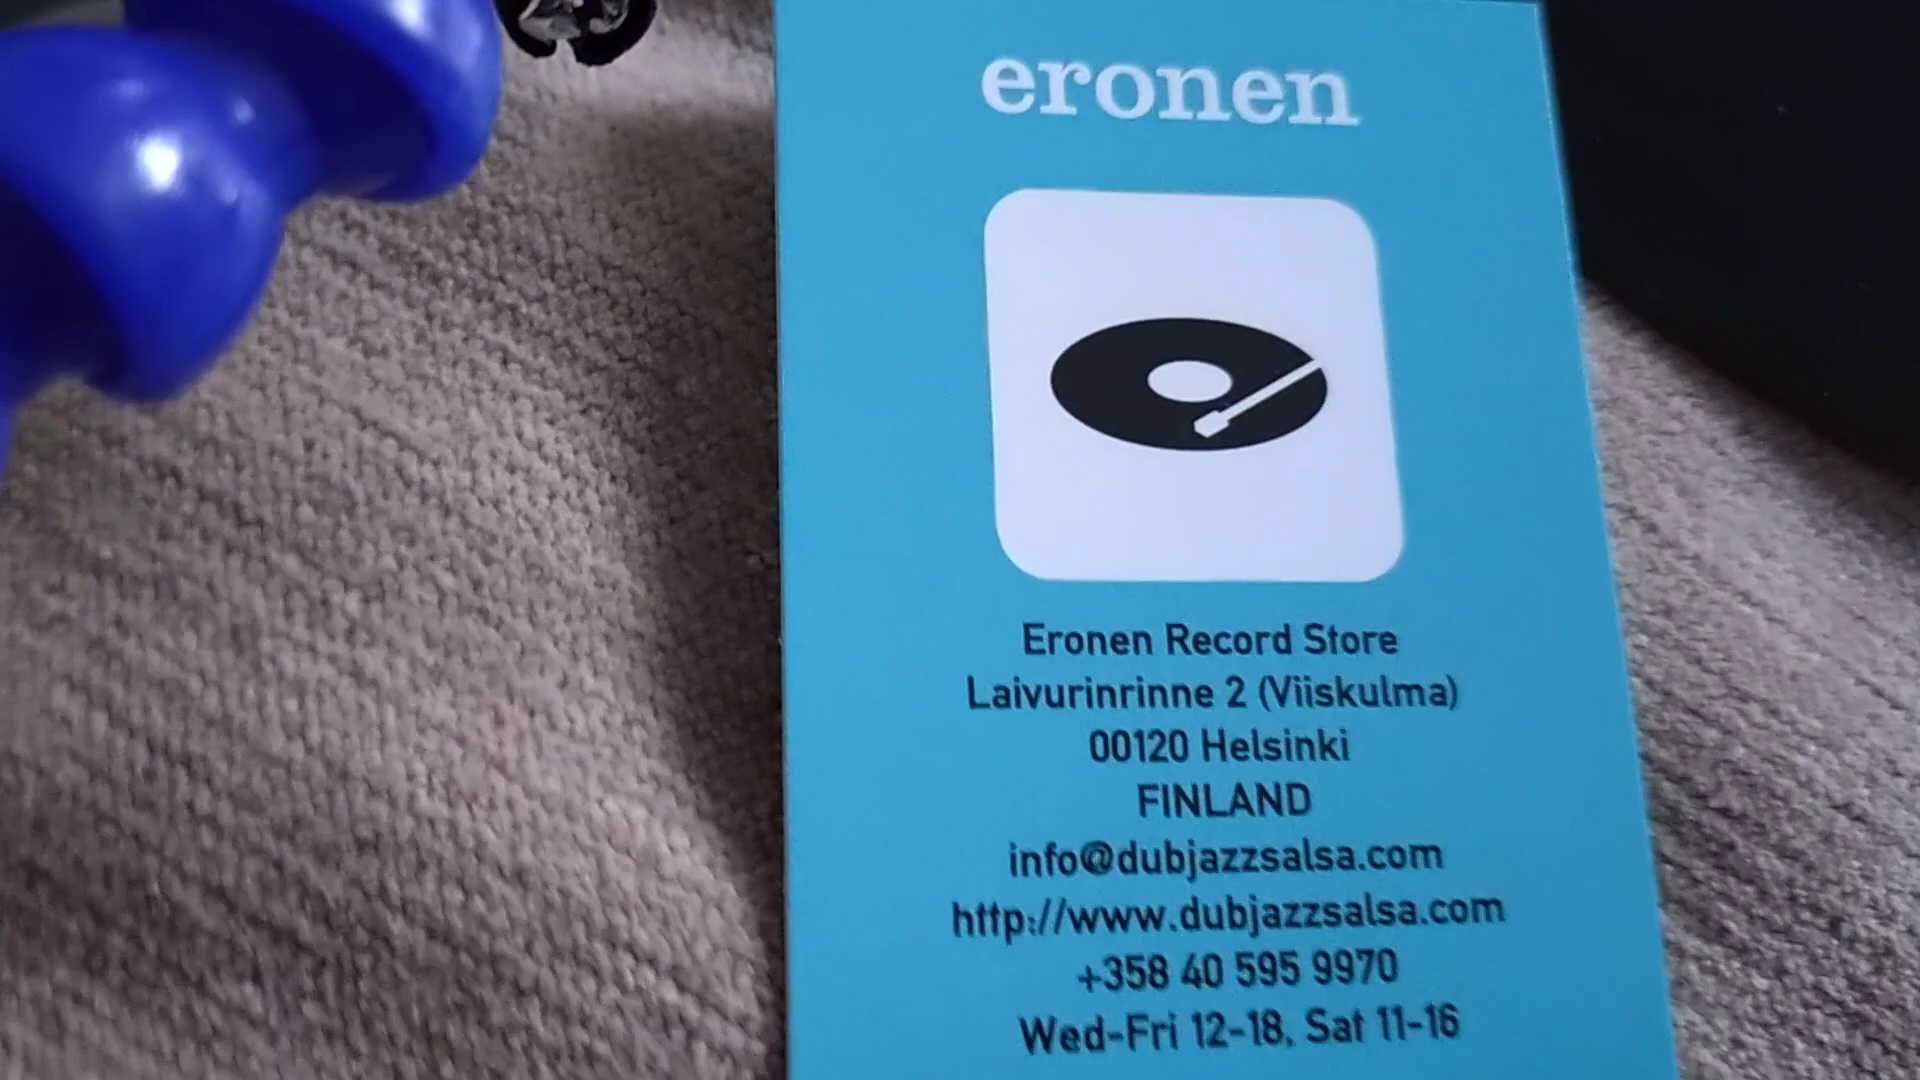 eronen
Eronen Record Store
Laivurinrinne 2 (Viiskulma)
00120 Helsinki
FINLAND
info@dubjazzsalsa.com
http://www.dubjazzsalsa.com
+358 40 595 9970
Wed-Fri 12-18, Sat 11-16